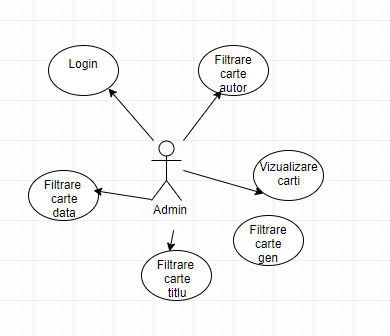 Login
Filtrare
carte
autor
Vizualizare
carti
Filtrare
carte
data
Admin
Filtrare
carte
gen
Filtrare
carte
titlu